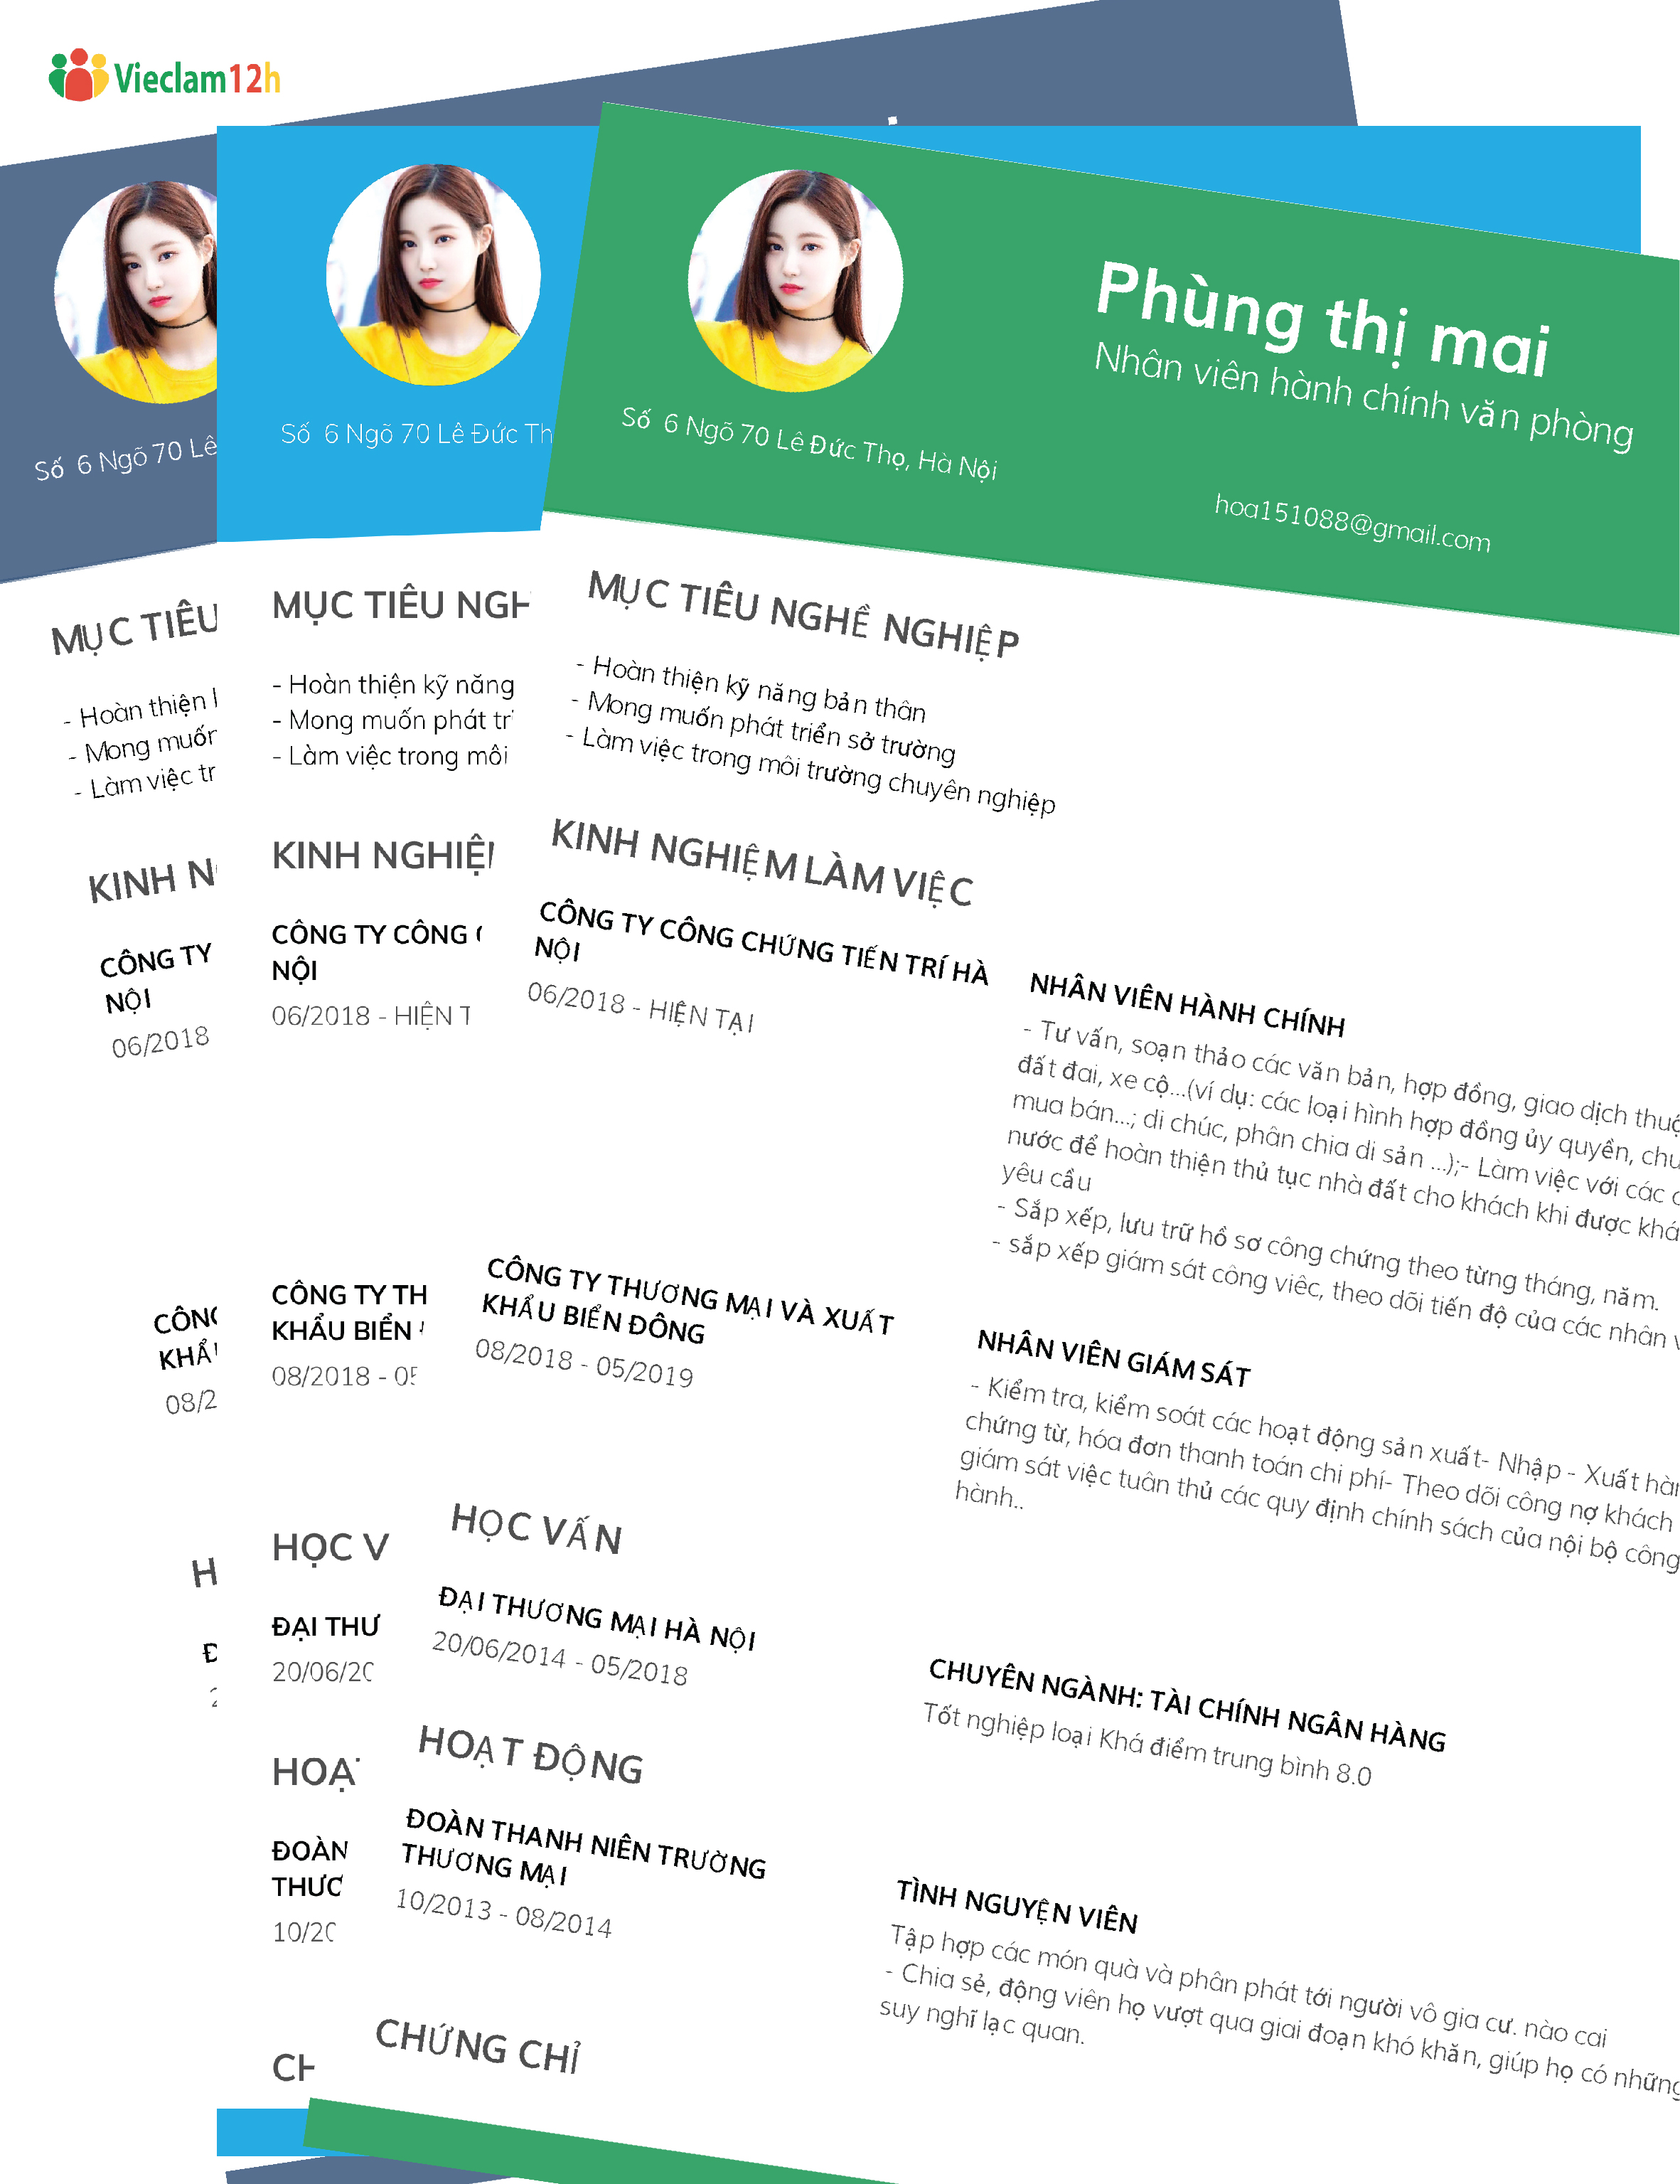 Vieclam12h
Số 6 Ngõ 70 Lê
MỤC TIÊU
- Hoàn thiện
- Mong muốn
- Làm việc
KINH
CÔNG TY
NỘI
06/2018
08/2
Số 6 Ngõ 70 Lê Đức Th
MỤC TIÊU NGH
- Hoàn thiện kỹ năng
- Mong muốn phát
- Làm việc trong môi
KINH NGHIỆ
CÔNG TY CÔNG
NỘI
06/2018 - HIỆN T
CÔNG TY TH
KHẨU BIỂN
08/2018 - 05
HỌC V
ĐẠI THƯ
20/06/20
HOẠ
ĐOÀN
THƯƠ
10/20
CH
Phùng thị mai
Nhân viên hành chính văn phòng
Số 6 Ngõ 70 Lê Đức Thọ, Hà Nội
hoa151088@gmail.com
MỤC TIÊU NGHỀ NGHIỆP
- Hoàn thiện kỹ năng bản thân
- Mong muốn phát triển sở trường
- Làm việc trong môi trường chuyên nghiệp
KINH NGHIỆM LÀM VIỆC
CÔNG TY CÔNG CHỨNG TIẾN TRÍ HÀ
NỘI
06/2018 - HIỆN TẠI
NHÂN VIÊN HÀNH CHÍNH
- Tư vấn, soạn thảo các văn bản, hợp đồng, giao dịch
đất đai, xe cộ...(ví dụ: các loại hình hợp đồng ủy quyền,
mua bán...; di chúc, phân chia di sản ...);- Làm việc với các
nước để hoàn thiện thủ tục nhà đất cho khách khi được
yêu cầu
- Sắp xếp, lưu trữ hồ sơ công chứng theo từng tháng, năm.
- sắp xếp giám sát công viêc, theo dõi tiến độ của các nhân
CÔNG TY THƯƠNG MẠI VÀ XUẤT
KHẨU BIỂN ĐÔNG
08/2018 - 05/2019
NHÂN VIÊN GIÁM SÁT
- Kiểm tra, kiểm soát các hoạt động sản xuất- Nhập - Xuất
chứng từ, hóa đơn thanh toán chi phí- Theo dõi công nợ khách
giám sát việc tuân thủ các quy định chính sách của nội bộ công
hành..
HỌC VẤN
ĐẠI THƯƠNG MẠI HÀ NỘI
20/06/2014 - 05/2018
CHUYÊN NGÀNH: TÀI CHÍNH NGÂN HÀNG
Tốt nghiệp loại Khá điểm trung bình 8.0
HOẠT ĐỘNG
ĐOÀN THANH NIÊN TRƯỜNG
THƯƠNG MẠI
10/2013 - 08/2014
TÌNH NGUYỆN VIÊN
Tập hợp các món quà và phân phát tới người vô gia cư. nào cai
- Chia sẻ, động viên họ vượt qua giai đoạn khó khăn, giúp họ có những
suy nghĩ lạc quan.
CHỨNG CHỈ